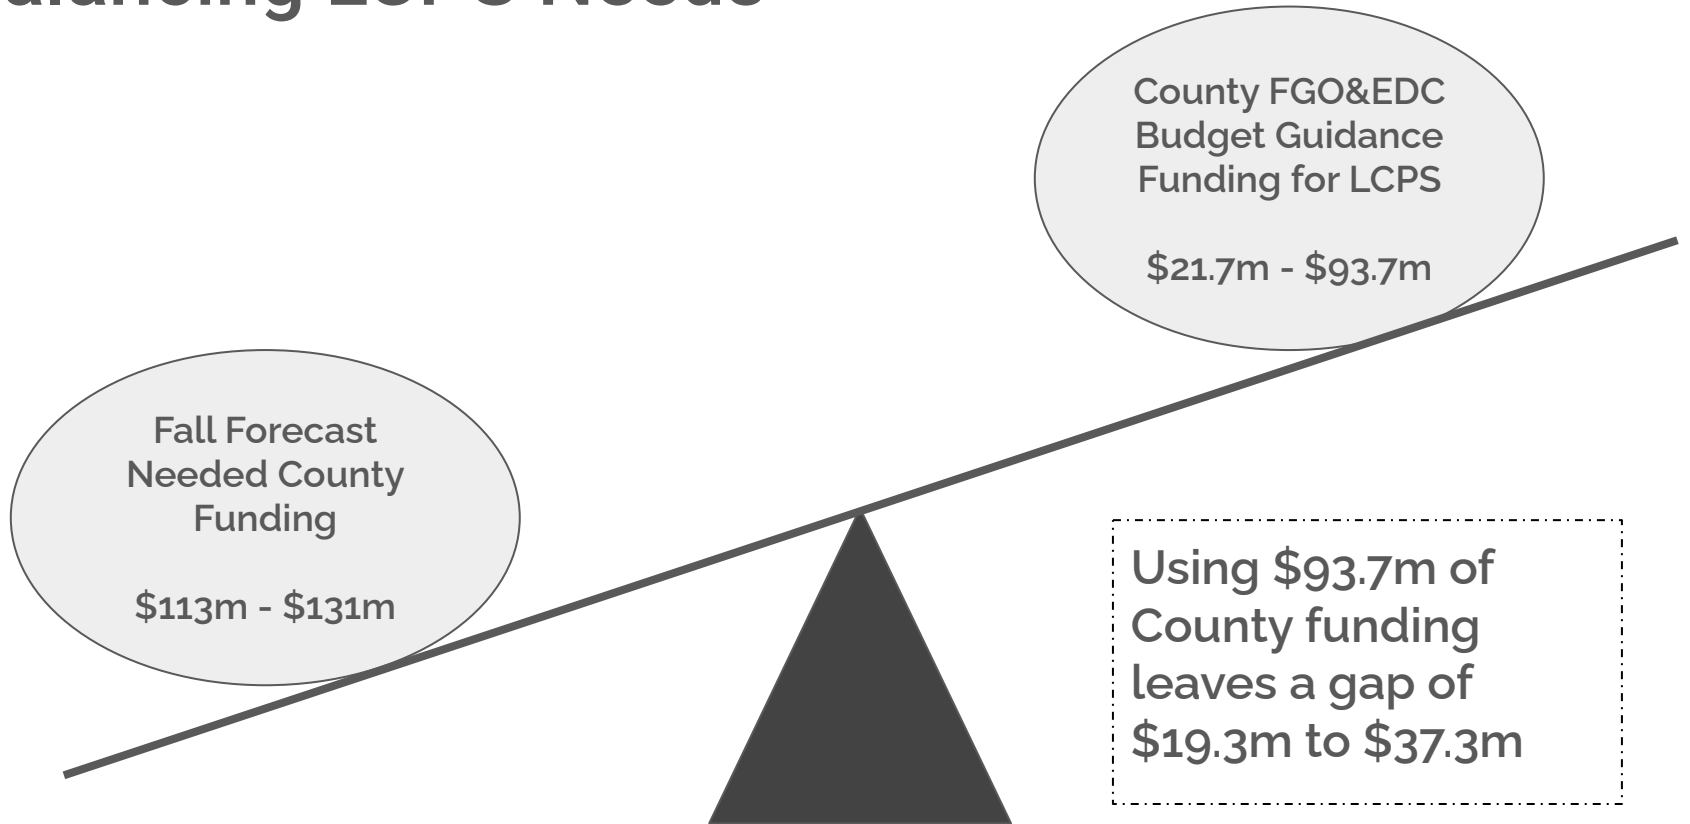 County FGO&EDC
Budget Guidance
Funding for LCPS
$21.7m - $93.7m
Fall Forecast
Needed County
Funding
$113m - $131m
Using $93.7m of
County funding
leaves a gap of
$19.3m to $37.3m